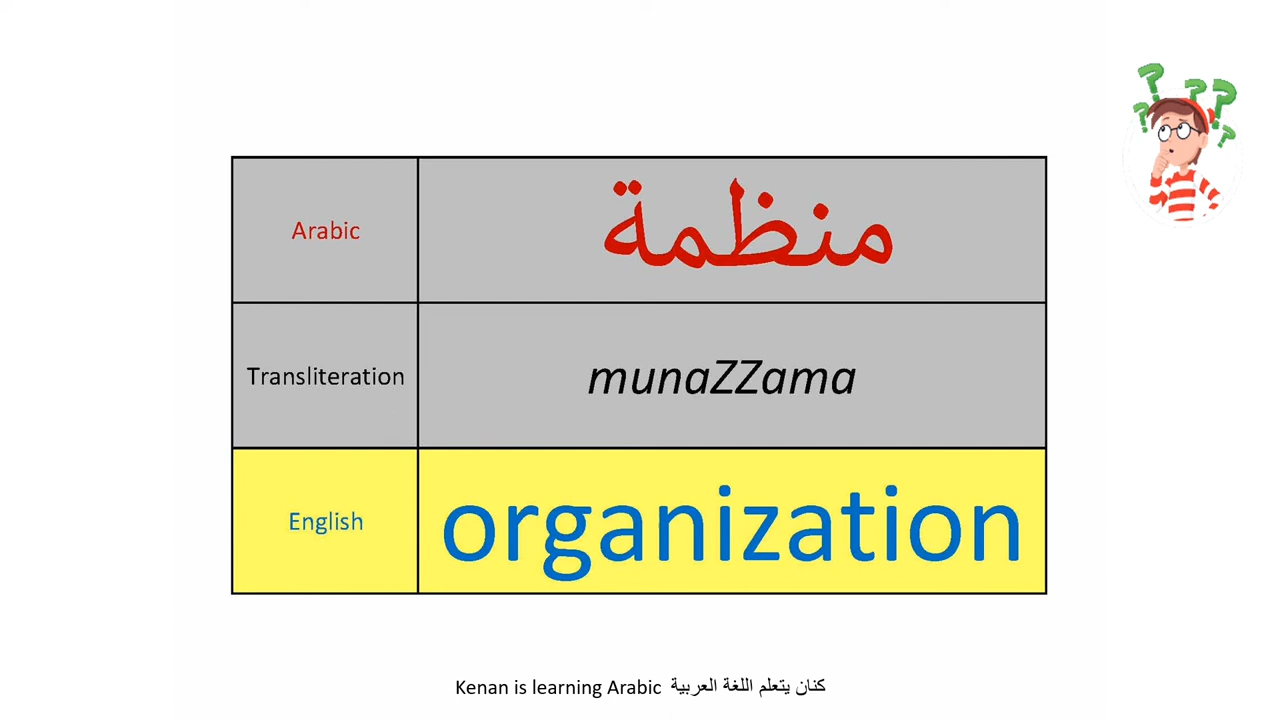 Arabic منظمة
Transliteration munaZZama
English organization
Kenan is learning Arabic كنان يتعلم اللغة العربية